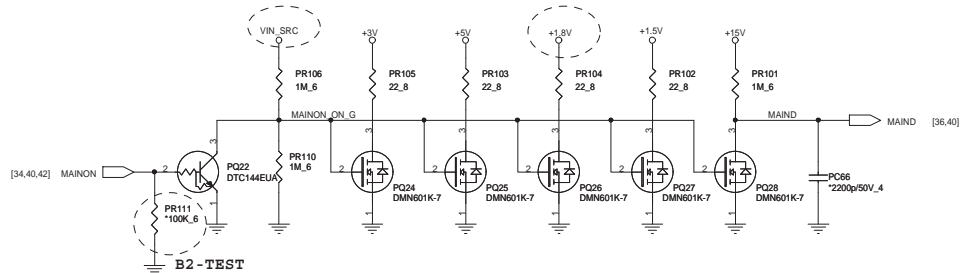 VIN_SRC
+3V
+5V
+1.8V
+1.5V
+15V
PR106
1M_6
PR105
22_8
PR103
22_8
PR104
22_8
PR102
22_8
PR101
1M_6
MAINON_ON_G
MAIND
MAIND [36,40]
3
3
3
3
3
3
[34,40,42] MAINON
2
PQ22
DTC144EUA
PR110
1M_6
2
2
2
2
2
PQ24
DMN601K-7
PQ25
DMN601K-7
PQ26
DMN601K-7
PQ27
DMN601K-7
PQ28
DMN601K-7
PC66
*2200p/50V_4
1
1
1
1
1
1
PR111
*100K_6
B2-TEST